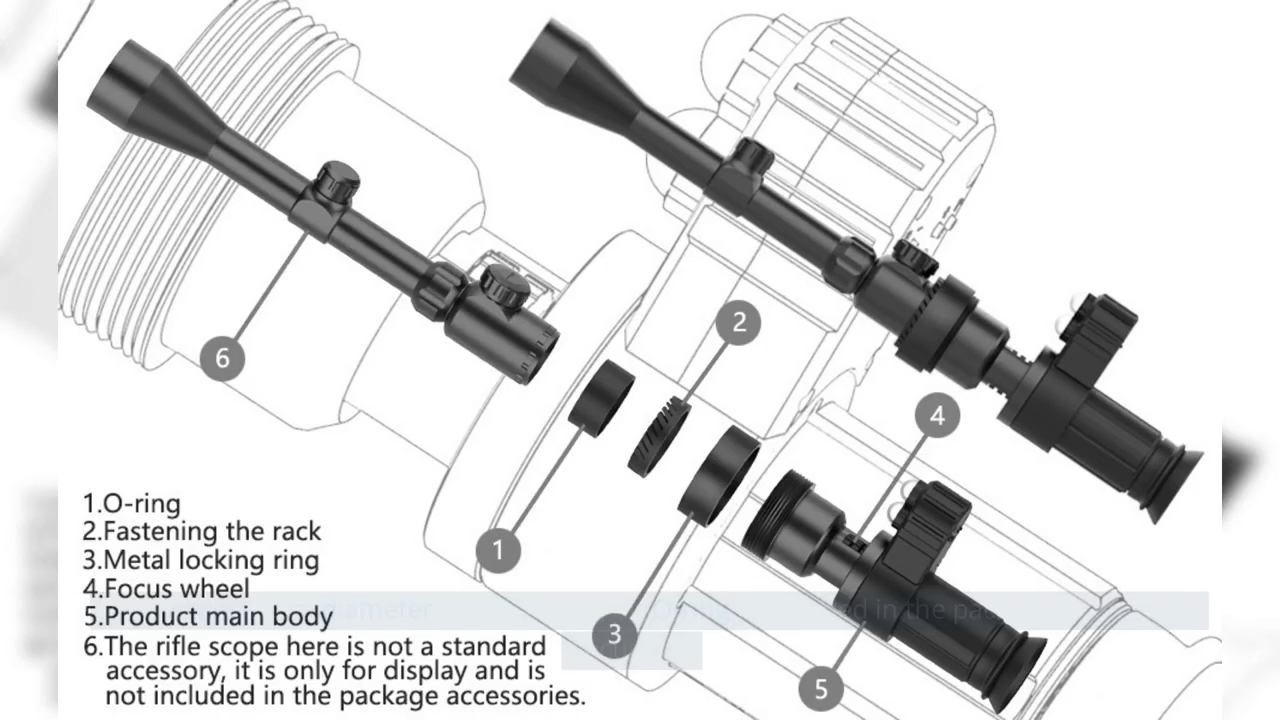 2
6
4
1.O-ring
2.Fastening the rack
3.Metal locking ring
4.Focus wheel
5.Product main body
6.The rifle scope here is not a standard
accessory, it is only for display and is
not included in the package accessories.
1
3
5